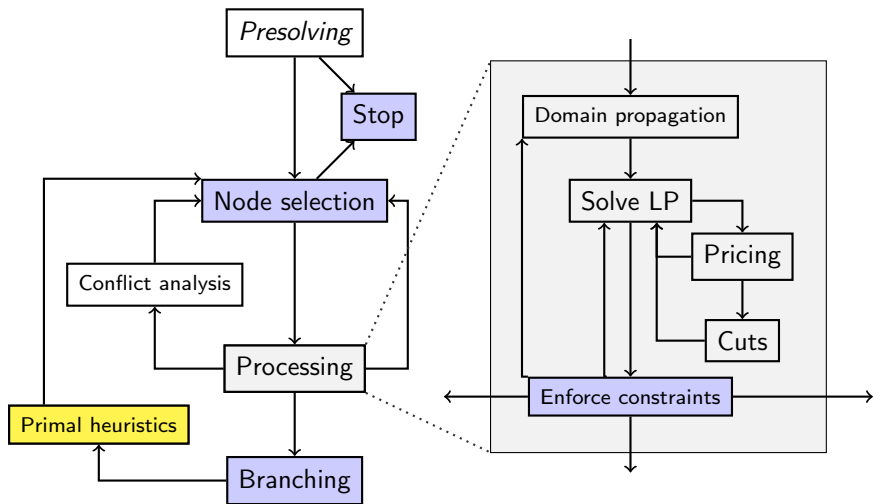 Presolving
Stop
Node selection
Conflict analysis
Processing
Primal heuristics
Branching
Domain propagation
Solve LP
Pricing
Cuts
Enforce constraints